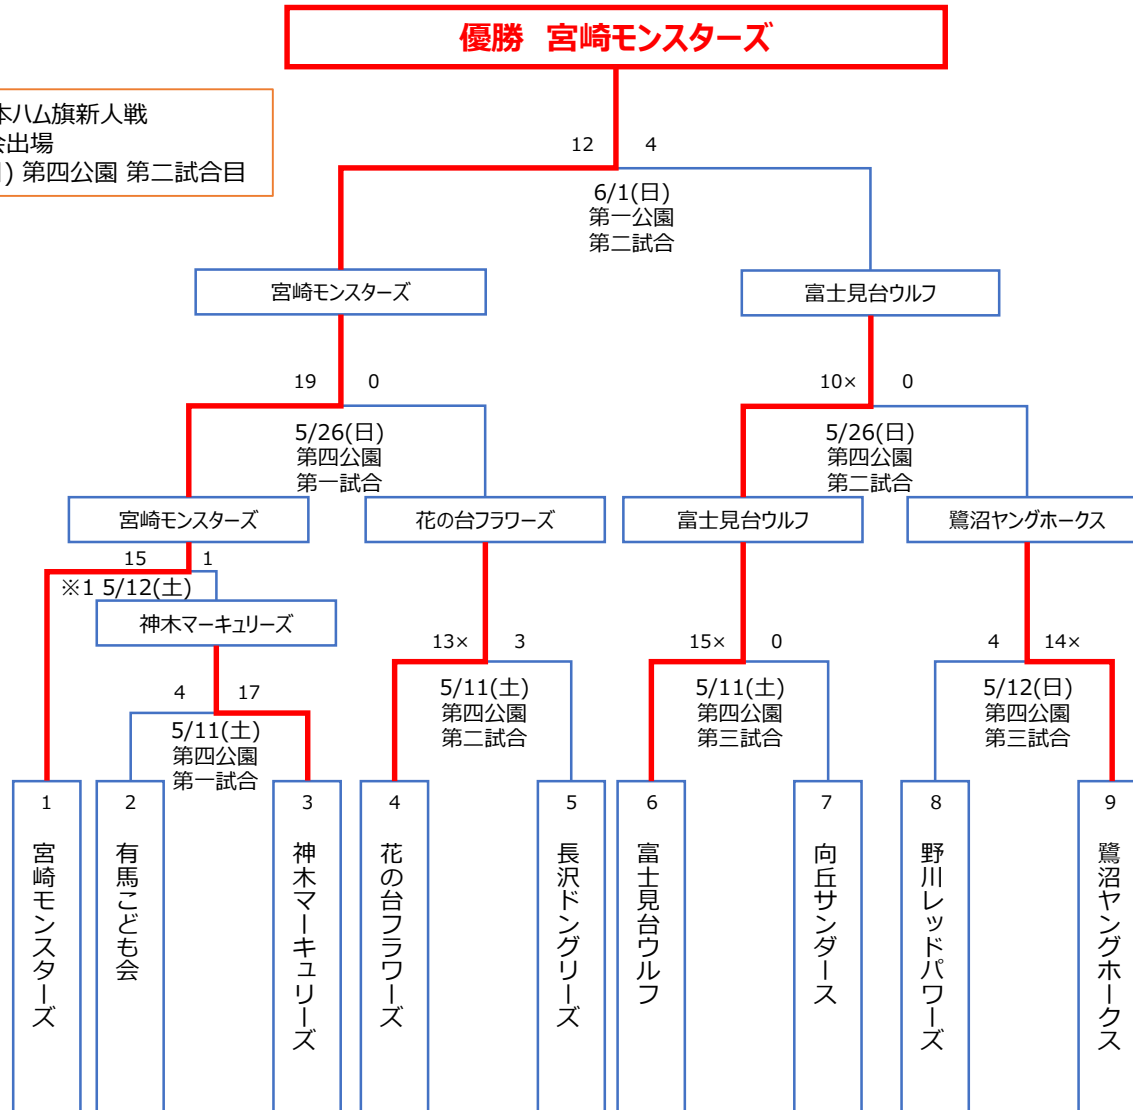 優勝 宮崎モンスターズ
本ハム旗新人戦
会出場
) 第四公園 第二試合目
12 4
6/1(日)
第一公園
第二試合
宮崎モンスターズ
富士見台ウルフ
19 0
10× 0
5/26(日)
第四公園
第一試合
5/26(日)
第四公園
第二試合
宮崎モンスターズ
花の台フラワーズ
富士見台ウルフ
鷺沼ヤングホークス
15 1
※1 5/12(土)
神木マーキュリーズ
13× 3
15× 0
4 14×
5/11(土)
第四公園
第二試合
5/11(土)
第四公園
第三試合
5/12(日)
第四公園
第三試合
4 17
5/11(土)
第四公園
第一試合
1
宮崎モンスターズ
2
有馬こども会
3
神木マーキュリーズ
4
花の台フラワーズ
5
長沢ドングリーズ
6
富士見台ウルフ
7
向丘サンダース
8
野川レッドパワーズ
9
鷺沼ヤングホークス